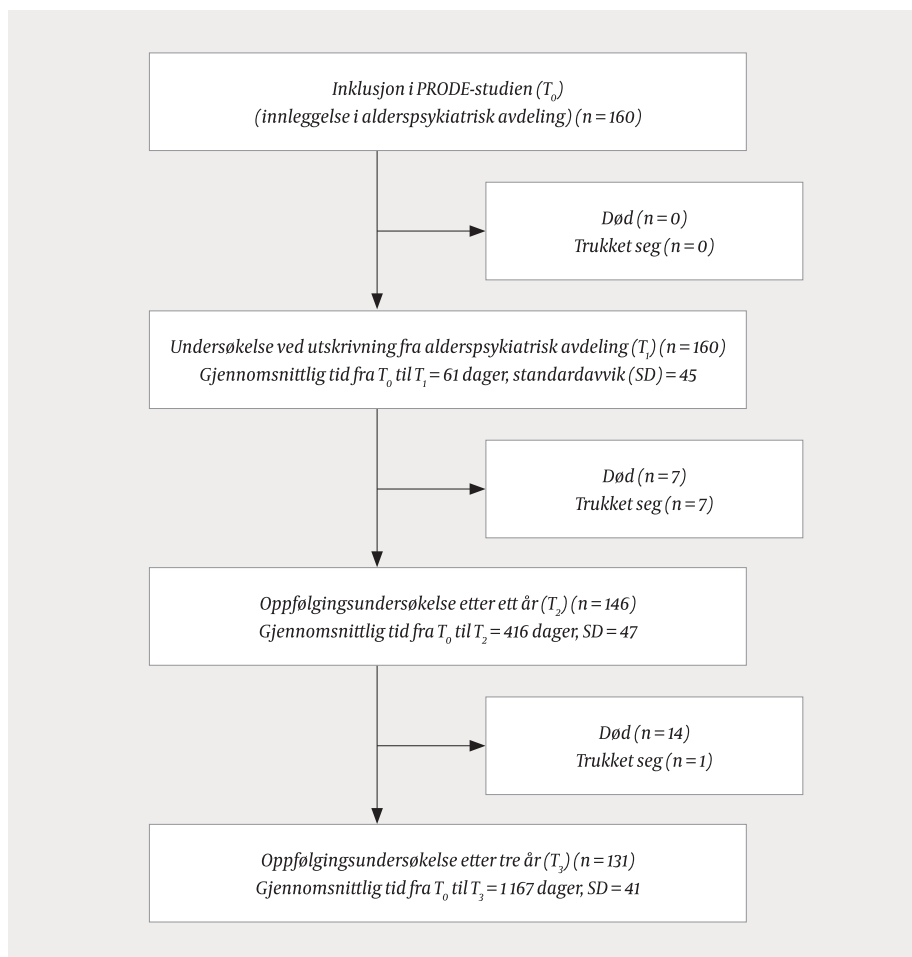 Inklusjon i PRODE-studien (T₀)
(innleggelse i alderspsykiatrisk avdeling) (n = 160)
Død (n = 0)
Trukket seg (n = 0)
Undersøkelse ved utskrivning fra alderspsykiatrisk avdeling (T₁) (n = 160)
Gjennomsnittlig tid fra T₀ til T₁ = 61 dager, standardavvik (SD) = 45
Død (n = 7)
Trukket seg (n = 7)
Oppfølgingsundersøkelse etter ett år (T₂) (n = 146)
Gjennomsnittlig tid fra T₀ til T₂ = 416 dager, SD = 47
Død (n = 14)
Trukket seg (n = 1)
Oppfølgingsundersøkelse etter tre år (T₃) (n = 131)
Gjennomsnittlig tid fra T₀ til T₃ = 1 167 dager, SD = 41